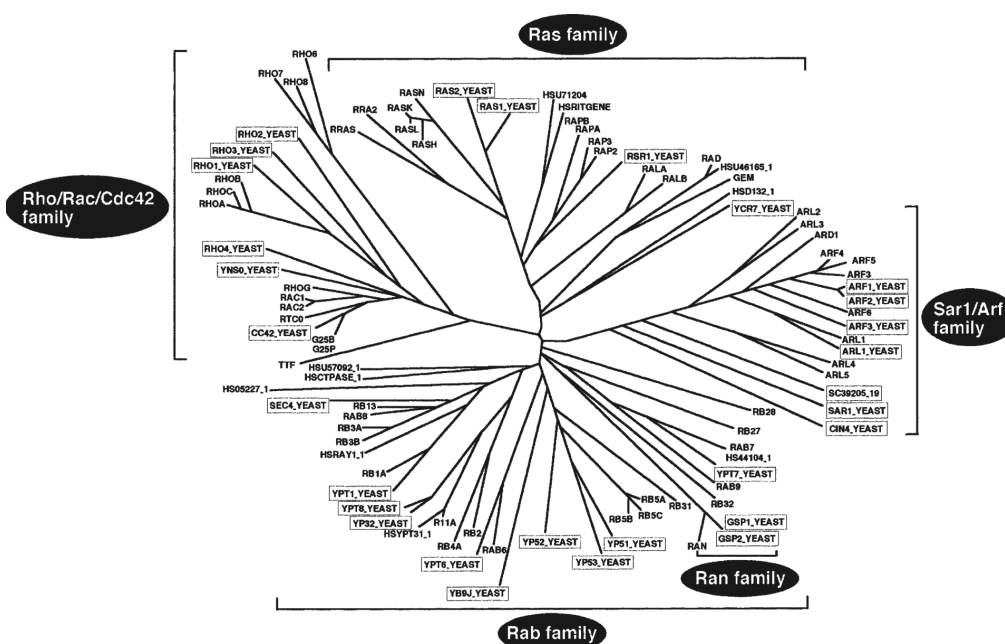 Ras family
RHO6
RHO7
RHO8
RASN
RAS2_YEAST
RASK
RAS1_YEAST
HSU71204
RRA2
HSRITGENE
RASL
RAPB
RRAS
RASH
RAPA
RAP3
RAP2
RHO2_YEAST
RSR1_YEAST
RAD
RHO3_YEAST
RALA
HSU46165_1
RHO1_YEAST
RALB
GEM
RHOB
HSD132_1
RHOC
Rho/Rac/Cdc42
family
RHOA
YCR7_YEAST
ARL2
ARL3
ARD1
RHO4_YEAST
ARF4
ARF5
YNS0_YEAST
ARF3
RHOG
ARF1_YEAST
RAC1
ARF2_YEAST
RAC2
Sar1/Arf
family
RTC0
ARF6
CC42_YEAST
ARF3_YEAST
G25B
ARL1
G25P
ARL1_YEAST
TTF
HSU57092_1
ARL4
HSCTPASE_1
ARL5
HS05227_1
SC39205_19
SEC4_YEAST
RB13
RB28
SAR1_YEAST
RAB8
RB3A
RB27
CIN4_YEAST
RB3B
RAB7
HSRAY1_1
HS44104_1
RB1A
YPT7_YEAST
RAB9
YPT1_YEAST
RB5A
RB32
YPT8_YEAST
RB31
RB5C
YP32_YEAST
R11A
RB5B
GSP1_YEAST
HSYPT31_1
RB2
GSP2_YEAST
RB4A
YP52_YEAST
YP51_YEAST
RAN
RAB6
YPT6_YEAST
YP53_YEAST
Ran family
YB9J_YEAST
Rab family